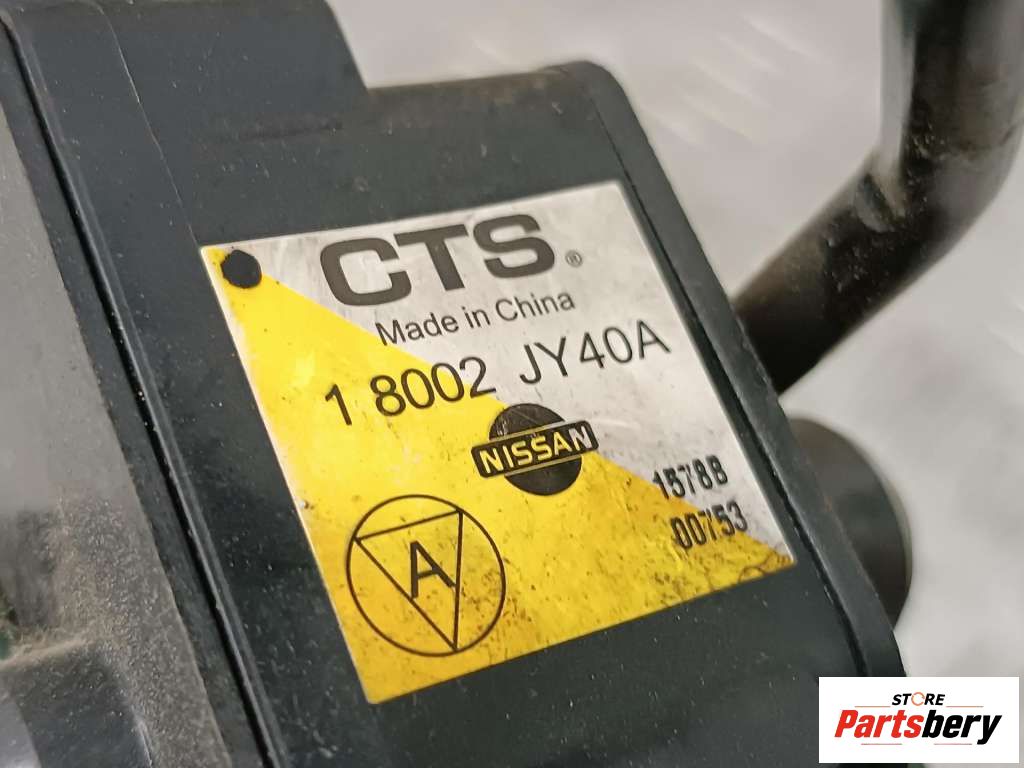 CTS®
Made in China
1 8002 JY40A
NISSAN
1578B
00753
A
STORE
Partsbery